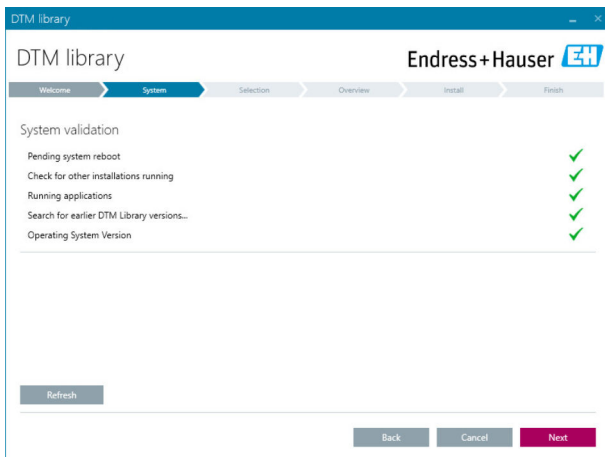 DTM library
DTM library
Endress+Hauser EH
Welcome System Selection Overview Install Finish
System validation
Pending system reboot
Check for other installations running
Running applications
Search for earlier DTM Library versions...
Operating System Version
Refresh
Back Cancel Next